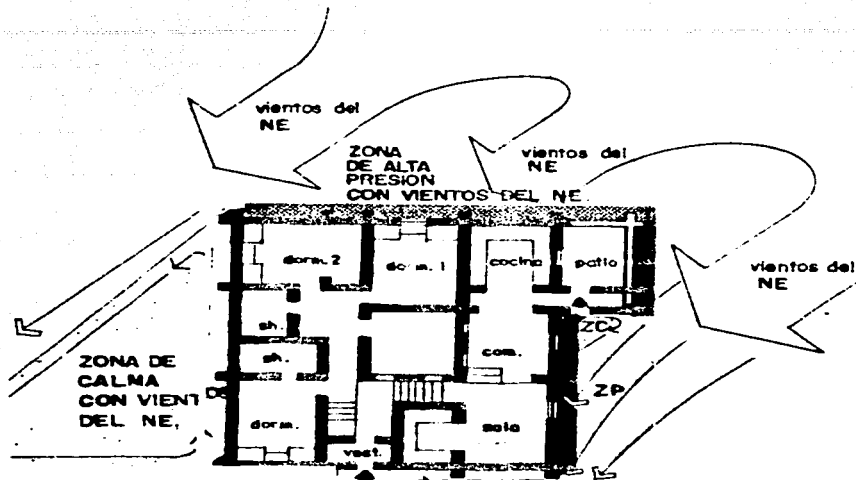 vientos del
NE
ZONA
DE ALTA
PRESION
CON VIENTOS DEL NE.
vientos del
NE
vientos del
NE
dorm. 2
dorm. 1
cocina
patio
sh.
ZC2
com.
sh.
ZONA DE
CALMA
CON VIENT
DEL NE,
ZP
dorm.
sala
vest.